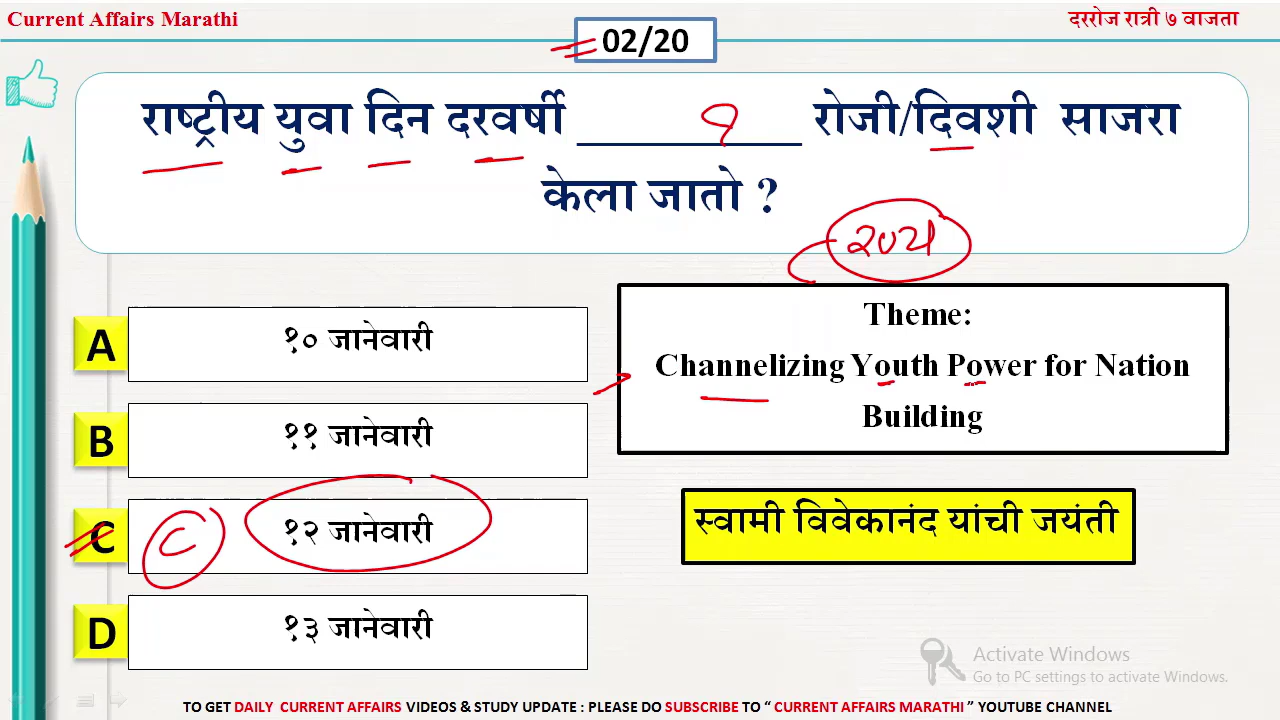 Current Affairs Marathi
दररोज रात्री ७ वाजता
02/20
राष्ट्रीय युवा दिन दरवर्षी ________ रोजी/दिवशी साजरा
केला जातो ?
२०२१
Theme:
Channelizing Youth Power for Nation
Building
A
१० जानेवारी
B
११ जानेवारी
C
C
१२ जानेवारी
स्वामी विवेकानंद यांची जयंती
D
१३ जानेवारी
Activate Windows
Go to PC settings to activate Windows.
TO GET DAILY CURRENT AFFAIRS VIDEOS & STUDY UPDATE : PLEASE DO SUBSCRIBE TO “ CURRENT AFFAIRS MARATHI ” YOUTUBE CHANNEL